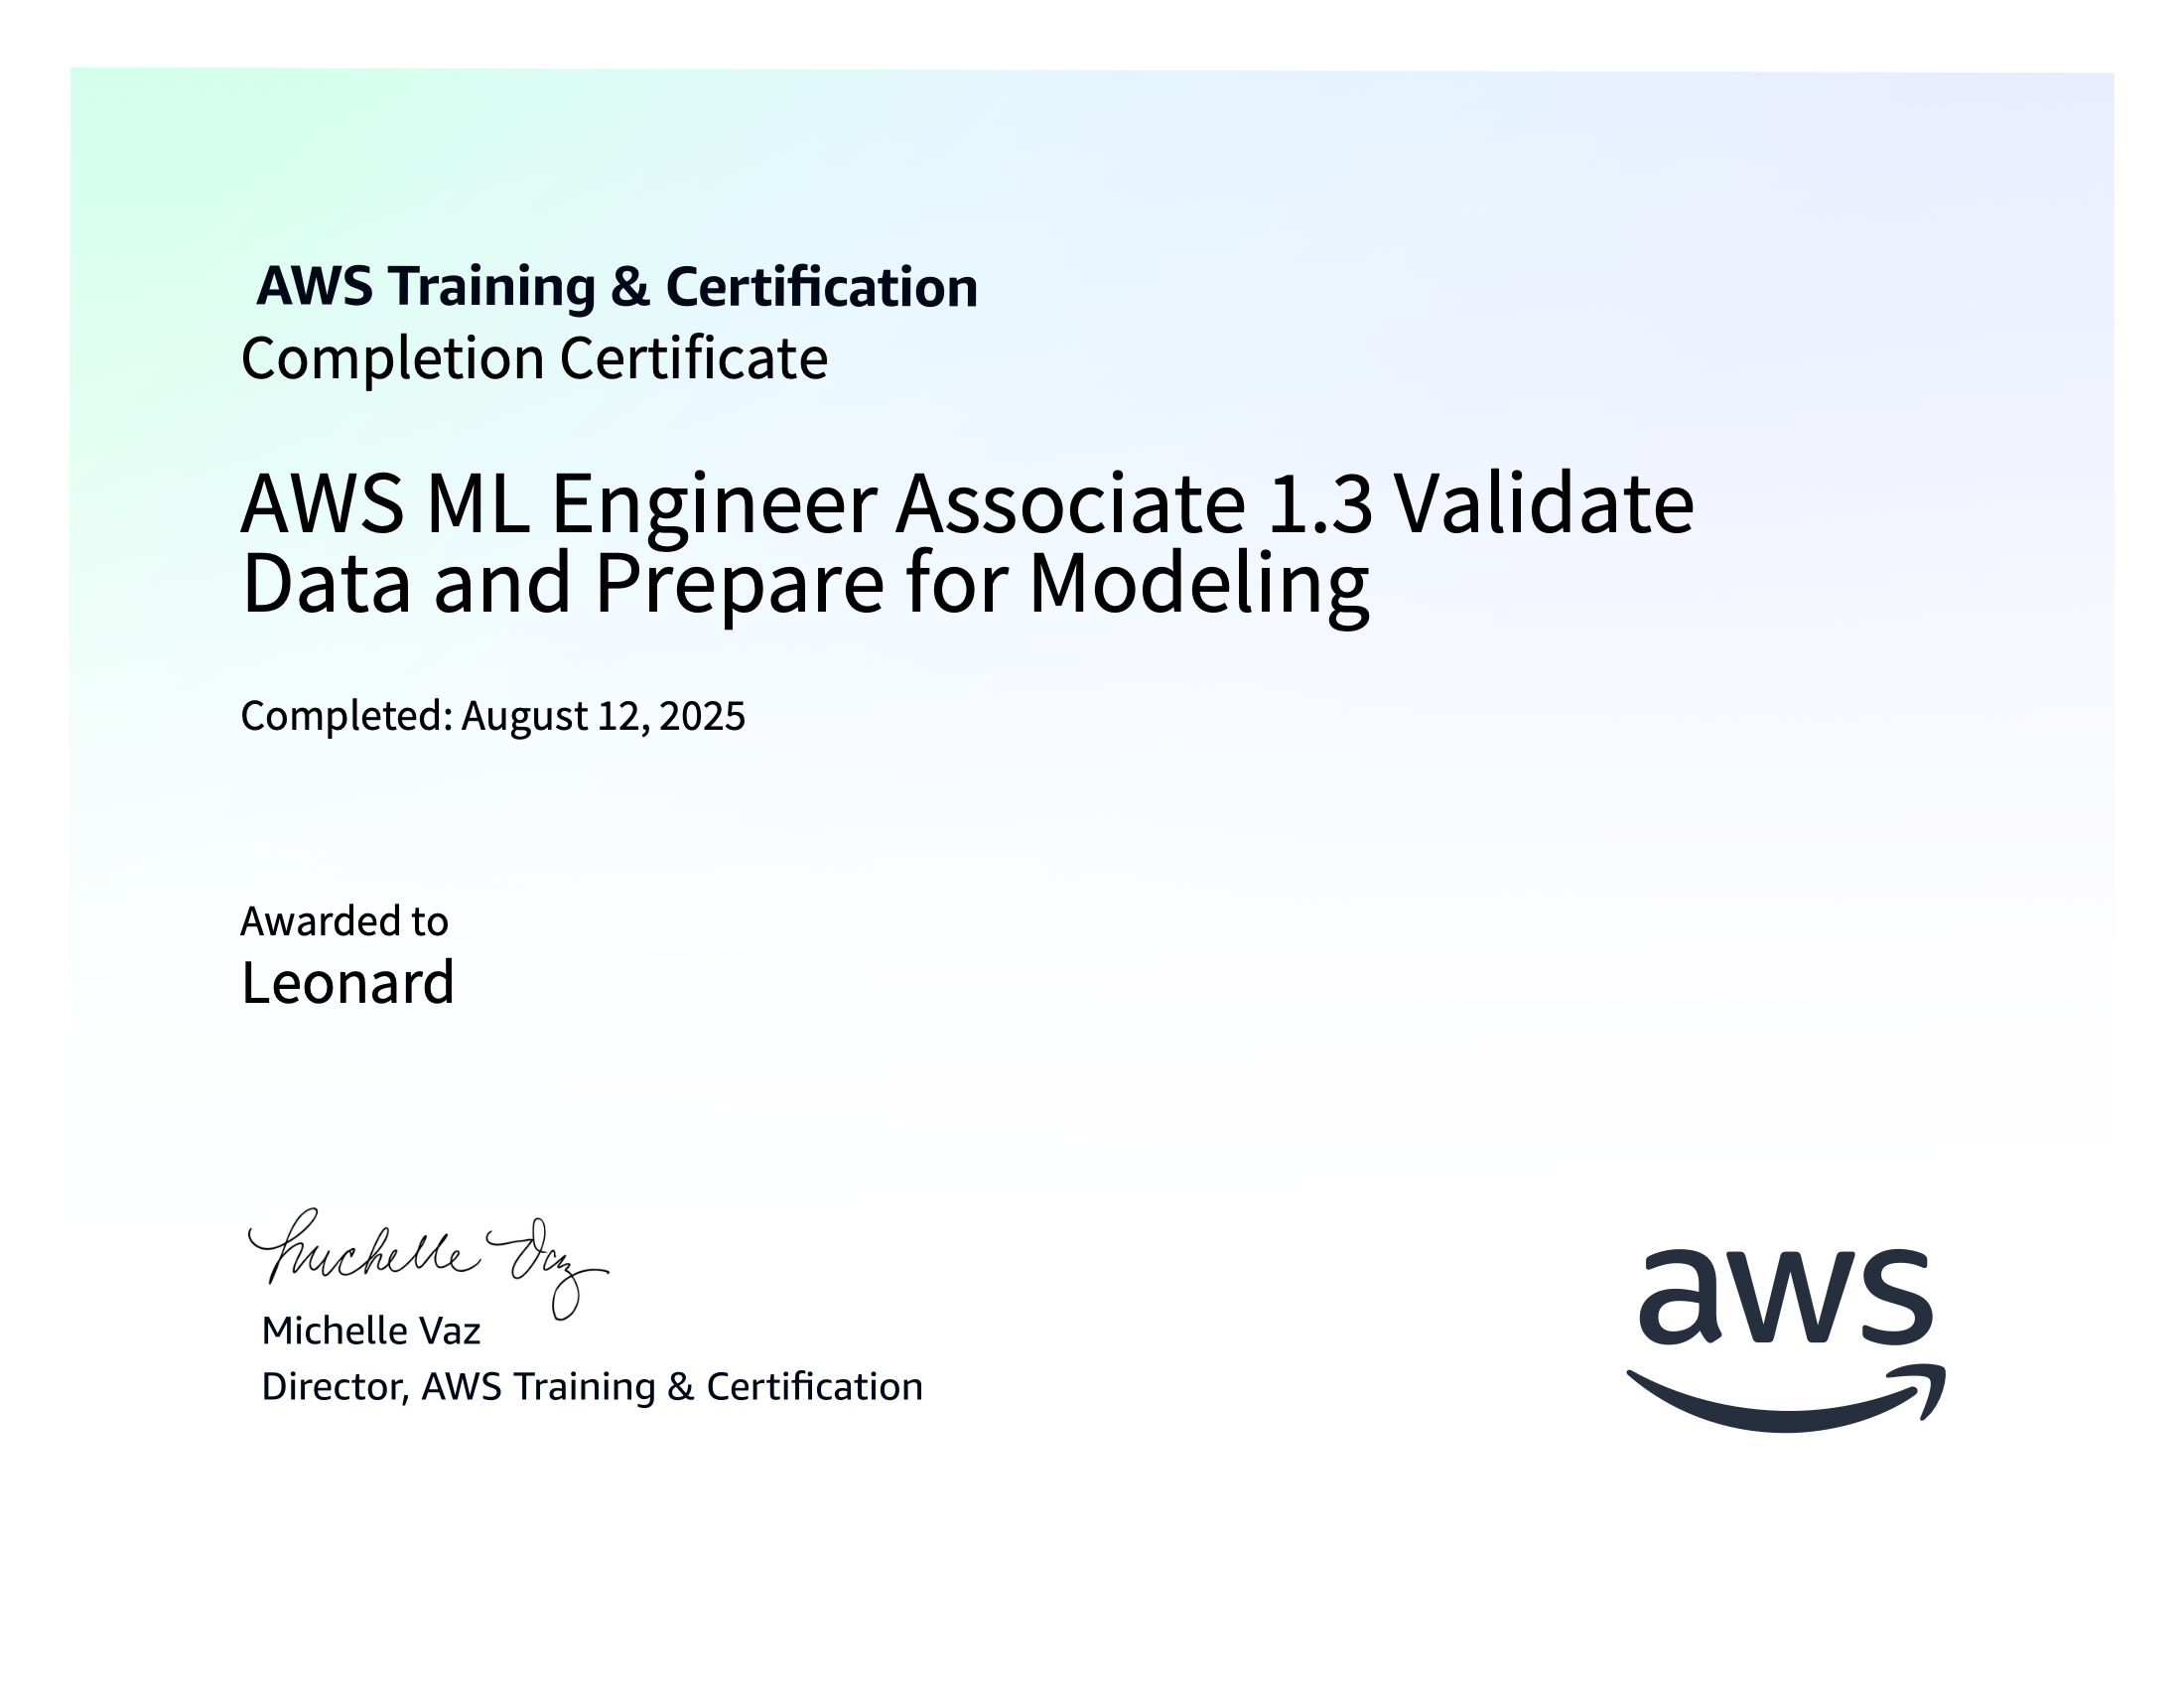 AWS Training & Certification
Completion Certificate
AWS ML Engineer Associate 1.3 Validate
Data and Prepare for Modeling
Completed: August 12, 2025
Awarded to
Leonard
Michelle Vaz
Michelle Vaz
Director, AWS Training & Certification
aws